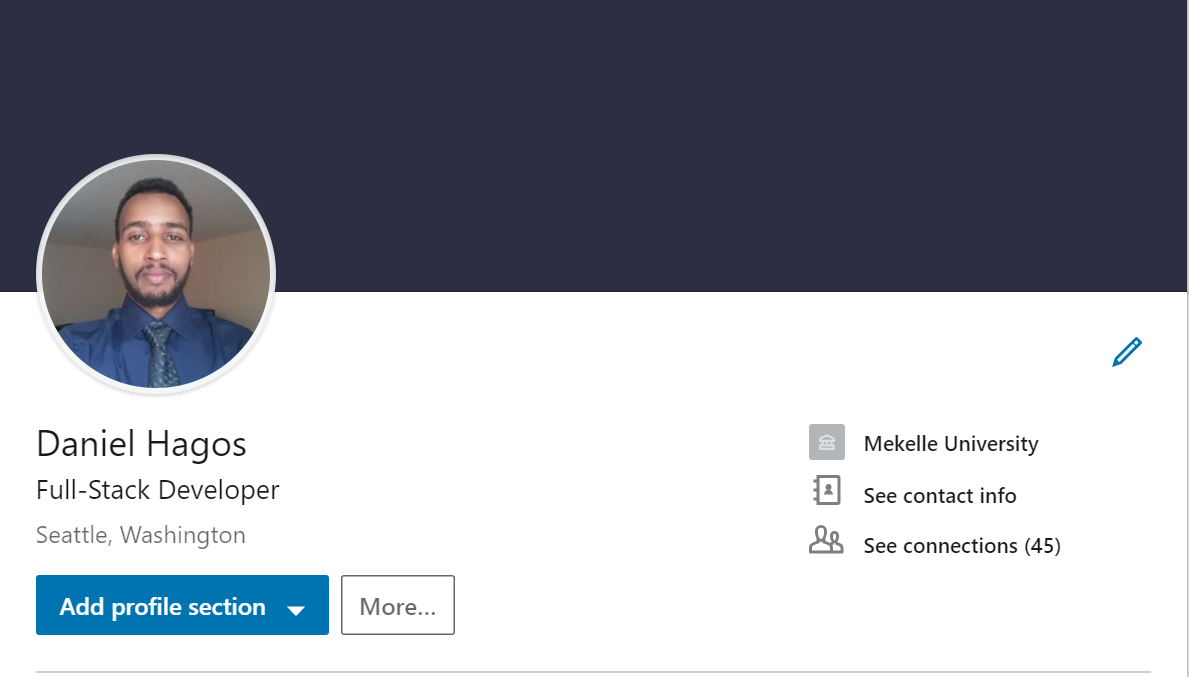 Daniel Hagos
Full-Stack Developer
Seattle, Washington
Add profile section
More...
Mekelle University
See contact info
See connections (45)